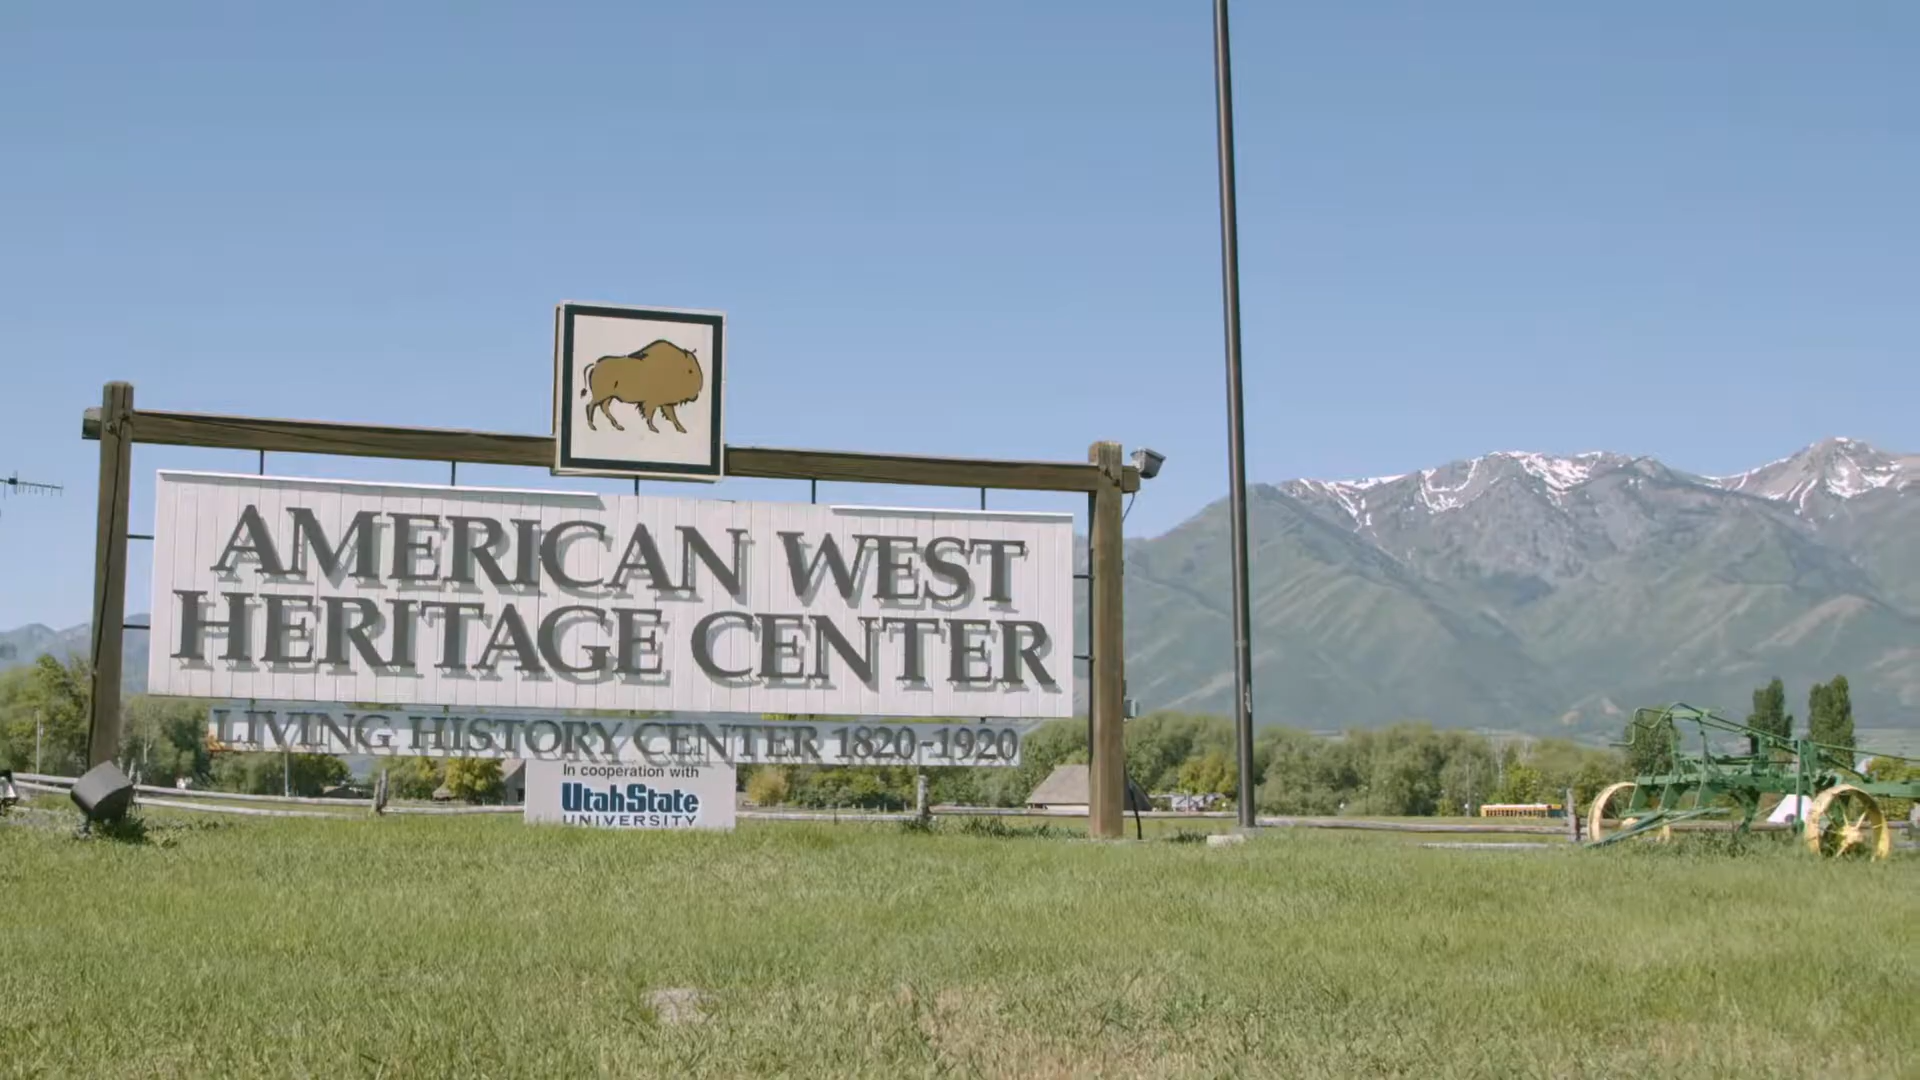 AMERICAN WEST
HERITAGE CENTER
LIVING HISTORY CENTER 1820-1920
In cooperation with
UtahState
UNIVERSITY